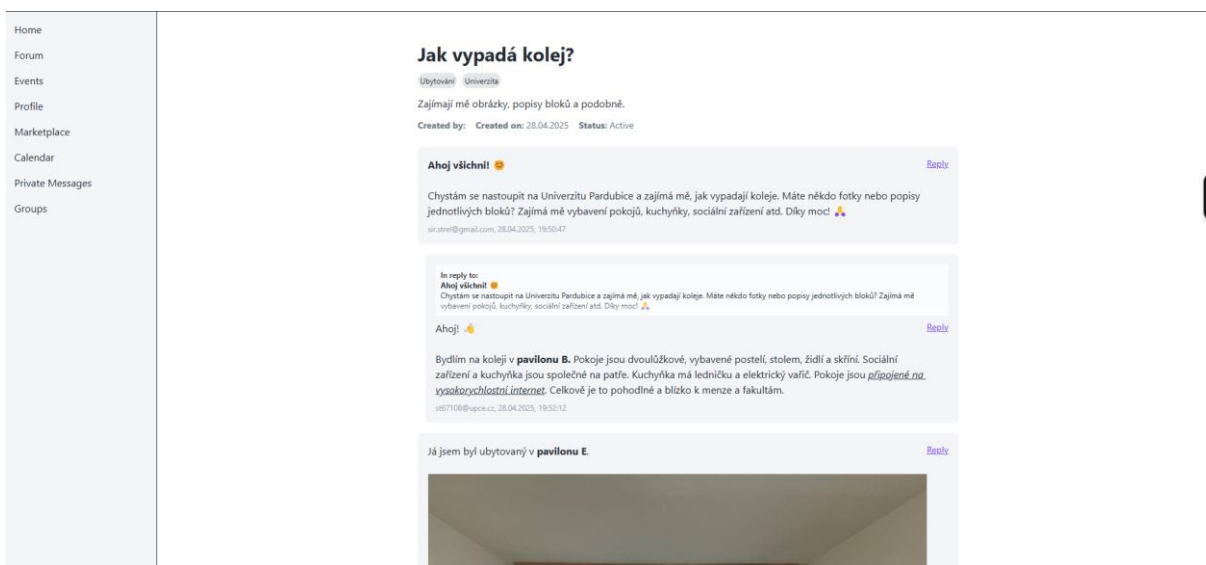 Home
Forum
Events
Profile
Marketplace
Calendar
Private Messages
Groups
Jak vypadá kolej?
Ubytování Univerzita
Zajímají mě obrázky, popisy bloků a podobně.
Created by: Created on: 28.04.2025 Status: Active
Ahoj všichni! 😊 Reply
Chystám se nastoupit na Univerzitu Pardubice a zajímá mě, jak vypadají koleje. Máte někdo fotky nebo popisy
jednotlivých bloků? Zajímá mě vybavení pokojů, kuchyňky, sociální zařízení atd. Díky moc! 🙏
sir.strel@gmail.com, 28.04.2025, 19:50:47
In reply to:
Ahoj všichni! 😊
Chystám se nastoupit na Univerzitu Pardubice a zajímá mě, jak vypadají koleje. Máte někdo fotky nebo popisy jednotlivých bloků? Zajímá mě
vybavení pokojů, kuchyňky, sociální zařízení atd. Díky moc! 🙏
Ahoj! 👋 Reply
Bydlím na koleji v pavilonu B. Pokoje jsou dvoulůžkové, vybavené postelí, stolem, židlí a skříní. Sociální
zařízení a kuchyňka jsou společné na patře. Kuchyňka má ledničku a elektrický vařič. Pokoje jsou připojené na
vysokorychlostní internet. Celkově je to pohodlné a blízko k menze a fakultám.
st67108@upce.cz, 28.04.2025, 19:52:12
Já jsem byl ubytovaný v pavilonu E. Reply